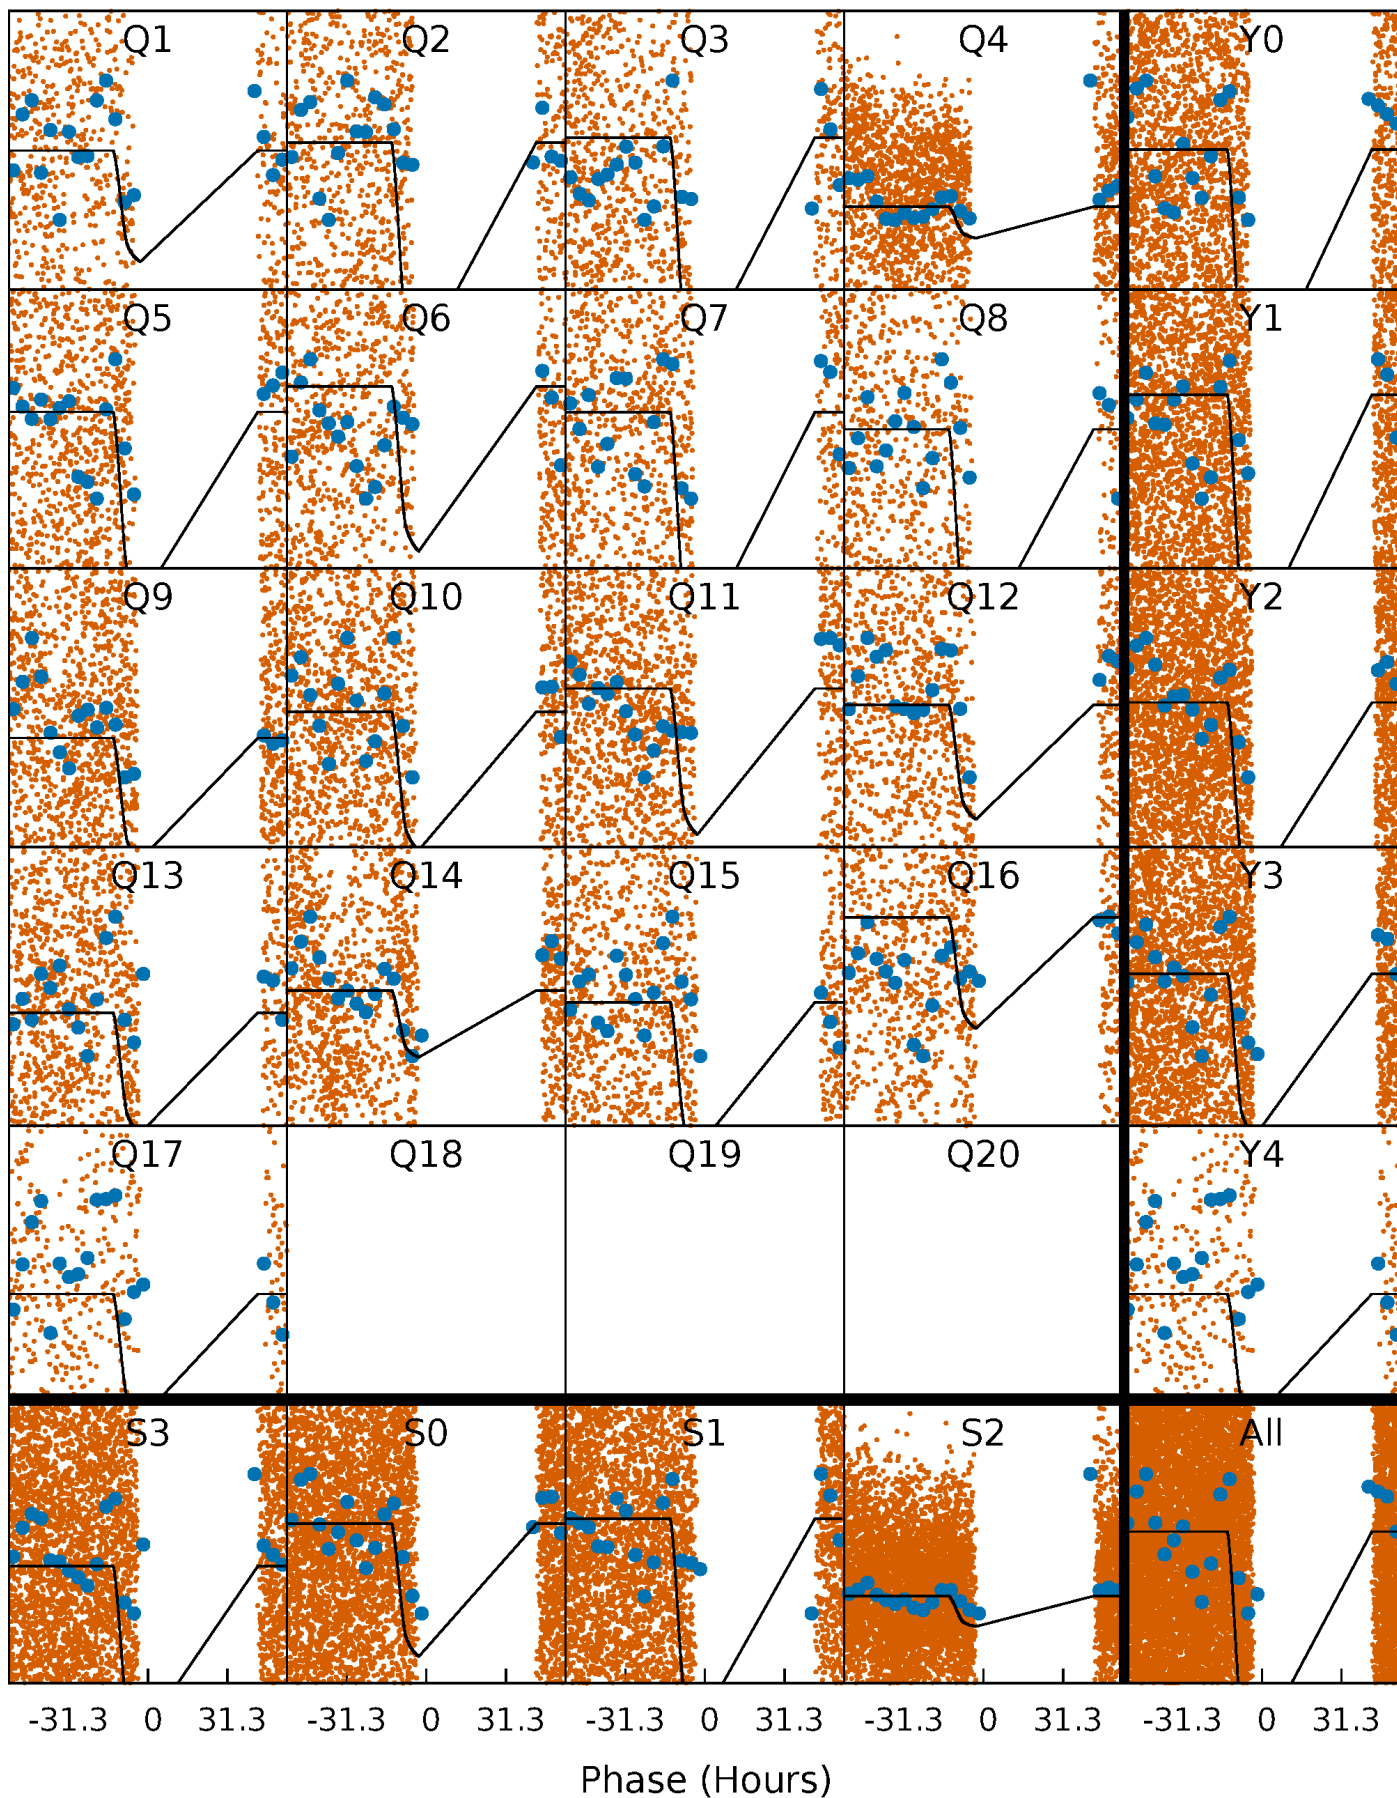 Q1 Q2 Q3 Q4 Y0
Q5 Q6 Q7 Q8 Y1
Q9 Q10 Q11 Q12 Y2
Q13 Q14 Q15 Q16 Y3
Q17 Q18 Q19 Q20 Y4
S3 S0 S1 S2 All
-31.3 0 31.3 -31.3 0 31.3 -31.3 0 31.3 -31.3 0 31.3 -31.3 0 31.3
Phase (Hours)